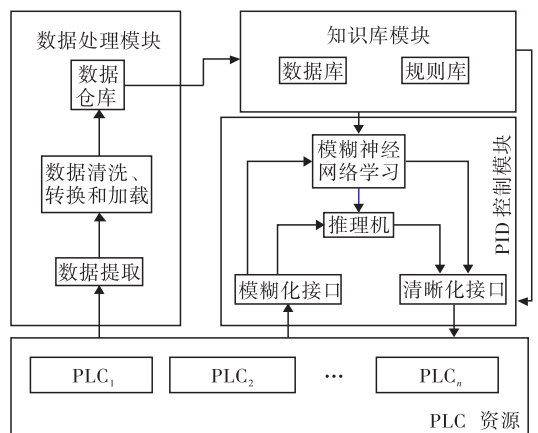 数据处理模块
数据
仓库
数据清洗、
转换和加载
数据提取
知识库模块
数据库
规则库
模糊神经
网络学习
推理机
模糊化接口
清晰化接口
PID 控制模块
PLC₁
PLC₂
···
PLCₙ
PLC 资源